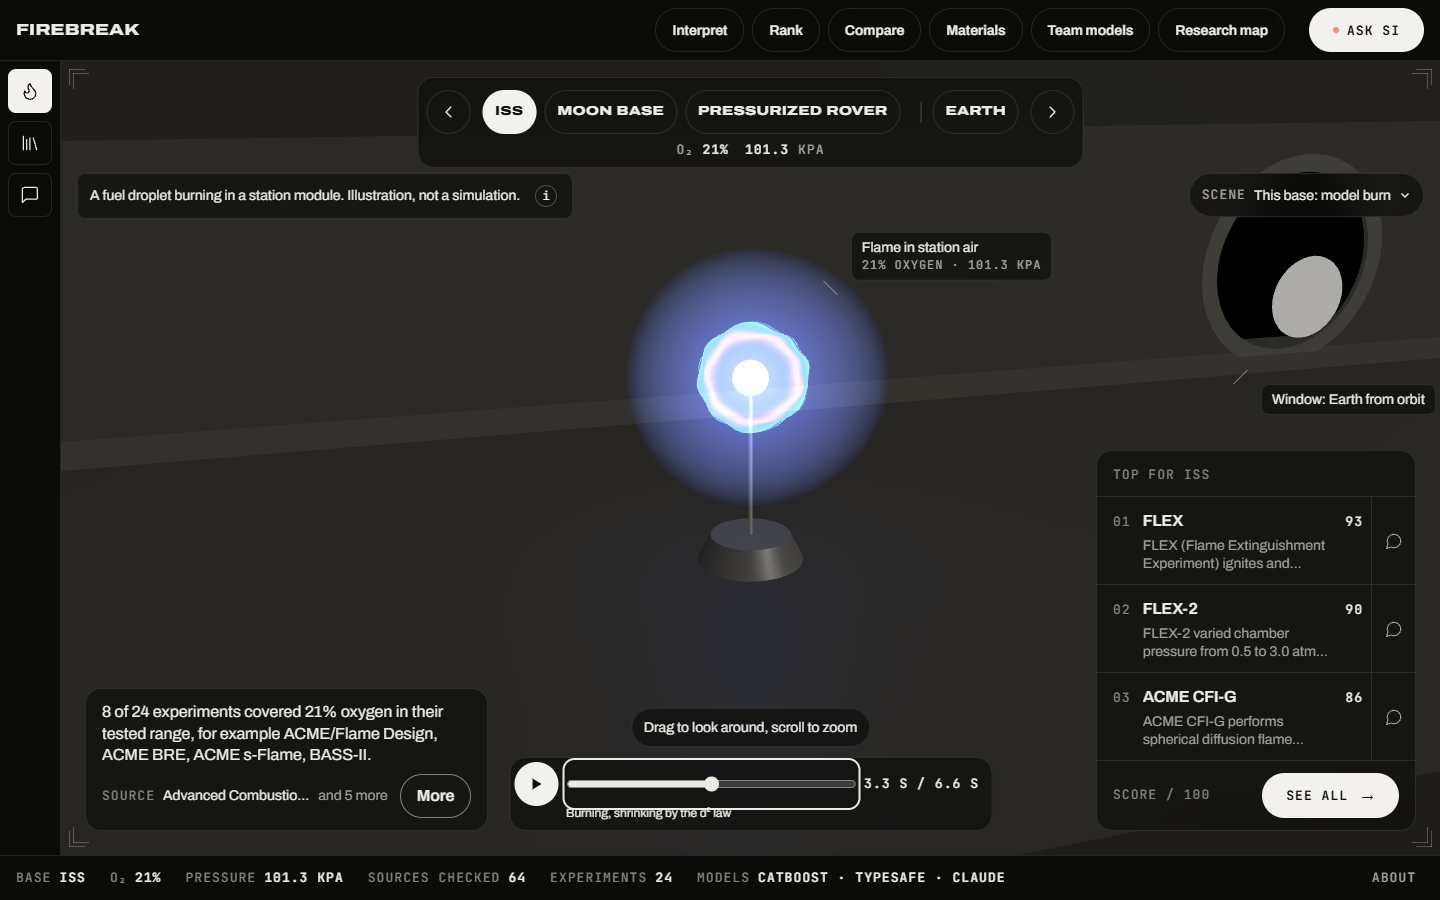 FIREBREAK
Interpret
Rank
Compare
Materials
Team models
Research map
ASK SI
ISS
MOON BASE
PRESSURIZED ROVER
EARTH
O₂ 21% 101.3 KPA
A fuel droplet burning in a station module. Illustration, not a simulation.
i
SCENE This base: model burn
Flame in station air
21% OXYGEN · 101.3 KPA
Window: Earth from orbit
TOP FOR ISS
01 FLEX 93
FLEX (Flame Extinguishment
Experiment) ignites and...
02 FLEX-2 90
FLEX-2 varied chamber
pressure from 0.5 to 3.0 atm...
03 ACME CFI-G 86
ACME CFI-G performs
spherical diffusion flame...
SCORE / 100
SEE ALL →
8 of 24 experiments covered 21% oxygen in their
tested range, for example ACME/Flame Design,
ACME BRE, ACME s-Flame, BASS-II.
SOURCE Advanced Combustio... and 5 more
More
Drag to look around, scroll to zoom
3.3 S / 6.6 S
Burning, shrinking by the d² law
BASE ISS O₂ 21% PRESSURE 101.3 KPA SOURCES CHECKED 64 EXPERIMENTS 24 MODELS CATBOOST · TYPESAFE · CLAUDE
ABOUT